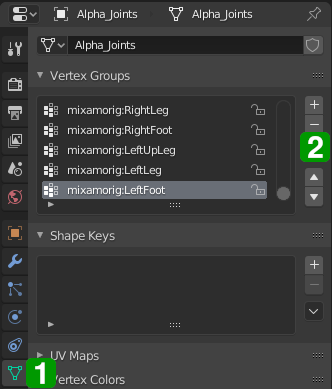 Alpha_Joints Alpha_Joints
Alpha_Joints
Vertex Groups
mixamorig:RightLeg
mixamorig:RightFoot
mixamorig:LeftUpLeg
mixamorig:LeftLeg
mixamorig:LeftFoot
2
Shape Keys
UV Maps
1
Vertex Colors